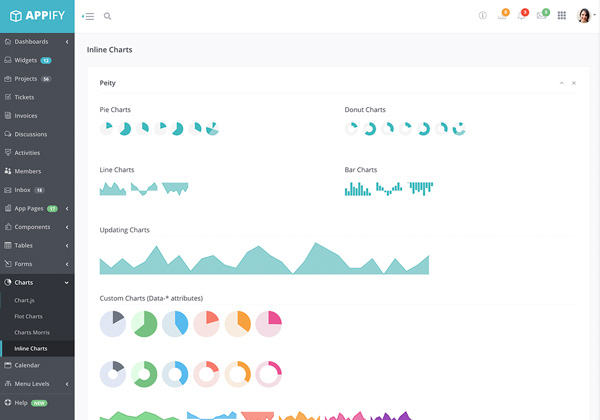 APPIFY
Dashboards
Widgets 12
Projects 56
Tickets
Invoices
Discussions
Activities
Members
Inbox 18
App Pages 17
Components
Tables
Forms
Charts
Chart.js
Flot Charts
Charts Morris
Inline Charts
Calendar
Menu Levels
Help NEW
Inline Charts
Peity
Pie Charts
Donut Charts
Line Charts
Bar Charts
Updating Charts
Custom Charts (Data-* attributes)